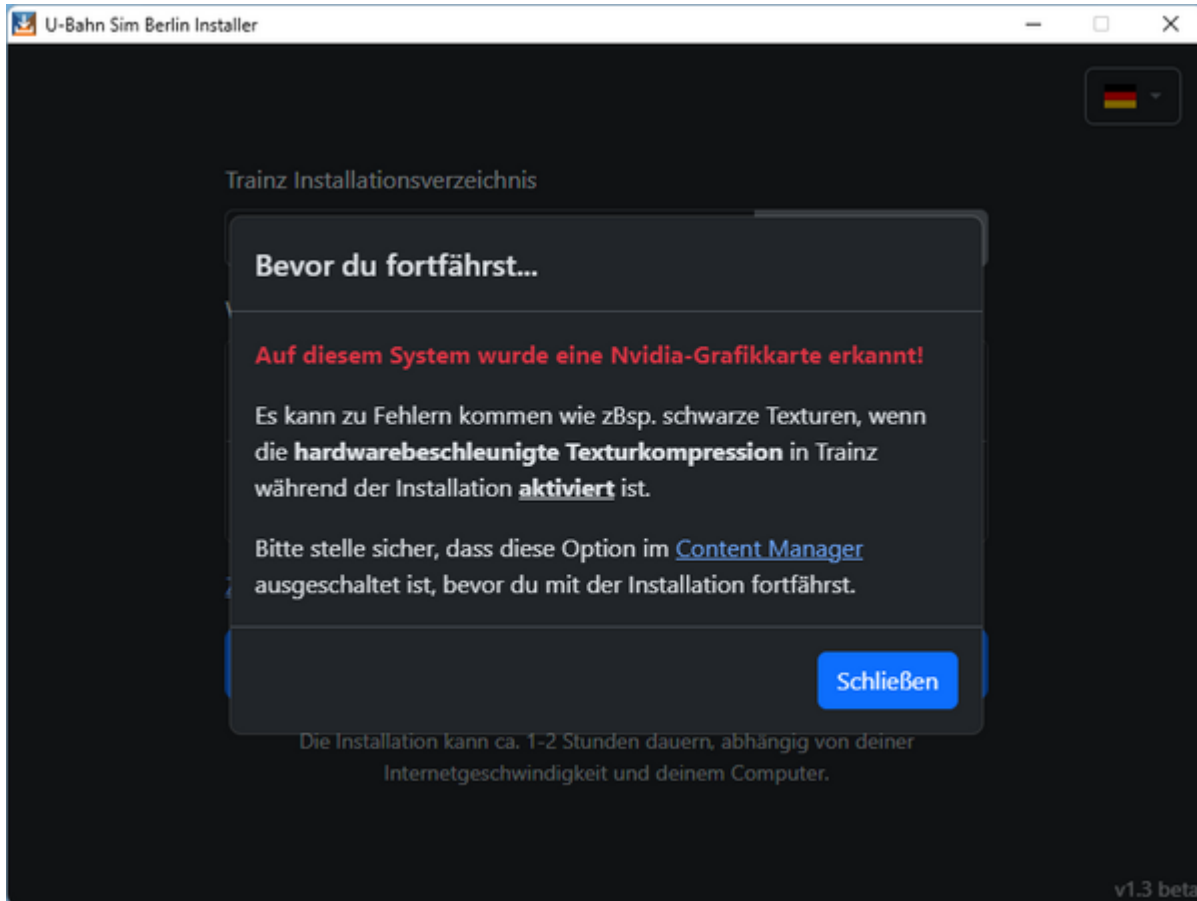 U-Bahn Sim Berlin Installer
Trainz Installationsverzeichnis
Bevor du fortfährst...
Auf diesem System wurde eine Nvidia-Grafikkarte erkannt!
Es kann zu Fehlern kommen wie zBsp. schwarze Texturen, wenn
die hardwarebeschleunigte Texturkompression in Trainz
während der Installation aktiviert ist.
Bitte stelle sicher, dass diese Option im Content Manager
ausgeschaltet ist, bevor du mit der Installation fortfährst.
Schließen
Die Installation kann ca. 1-2 Stunden dauern, abhängig von deiner
Internetgeschwindigkeit und deinem Computer.
v1.3 beta